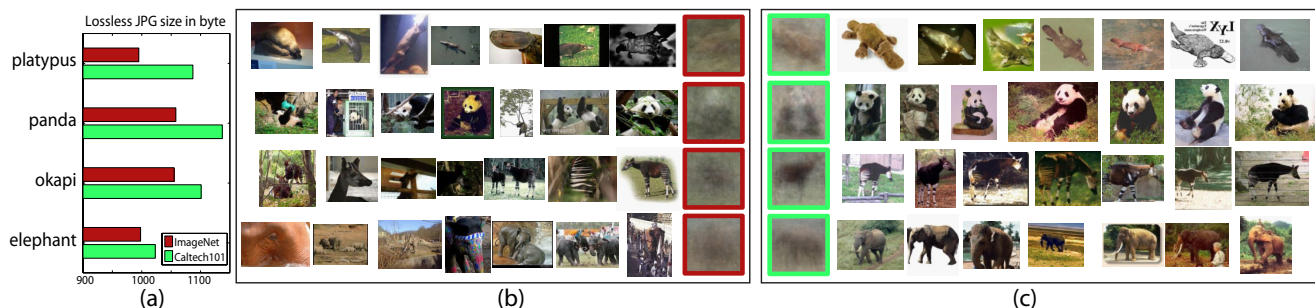 Lossless JPG size in byte
platypus
panda
okapi
elephant
ImageNet
Caltech101
900
1000
1100
(a)
(b)
(c)